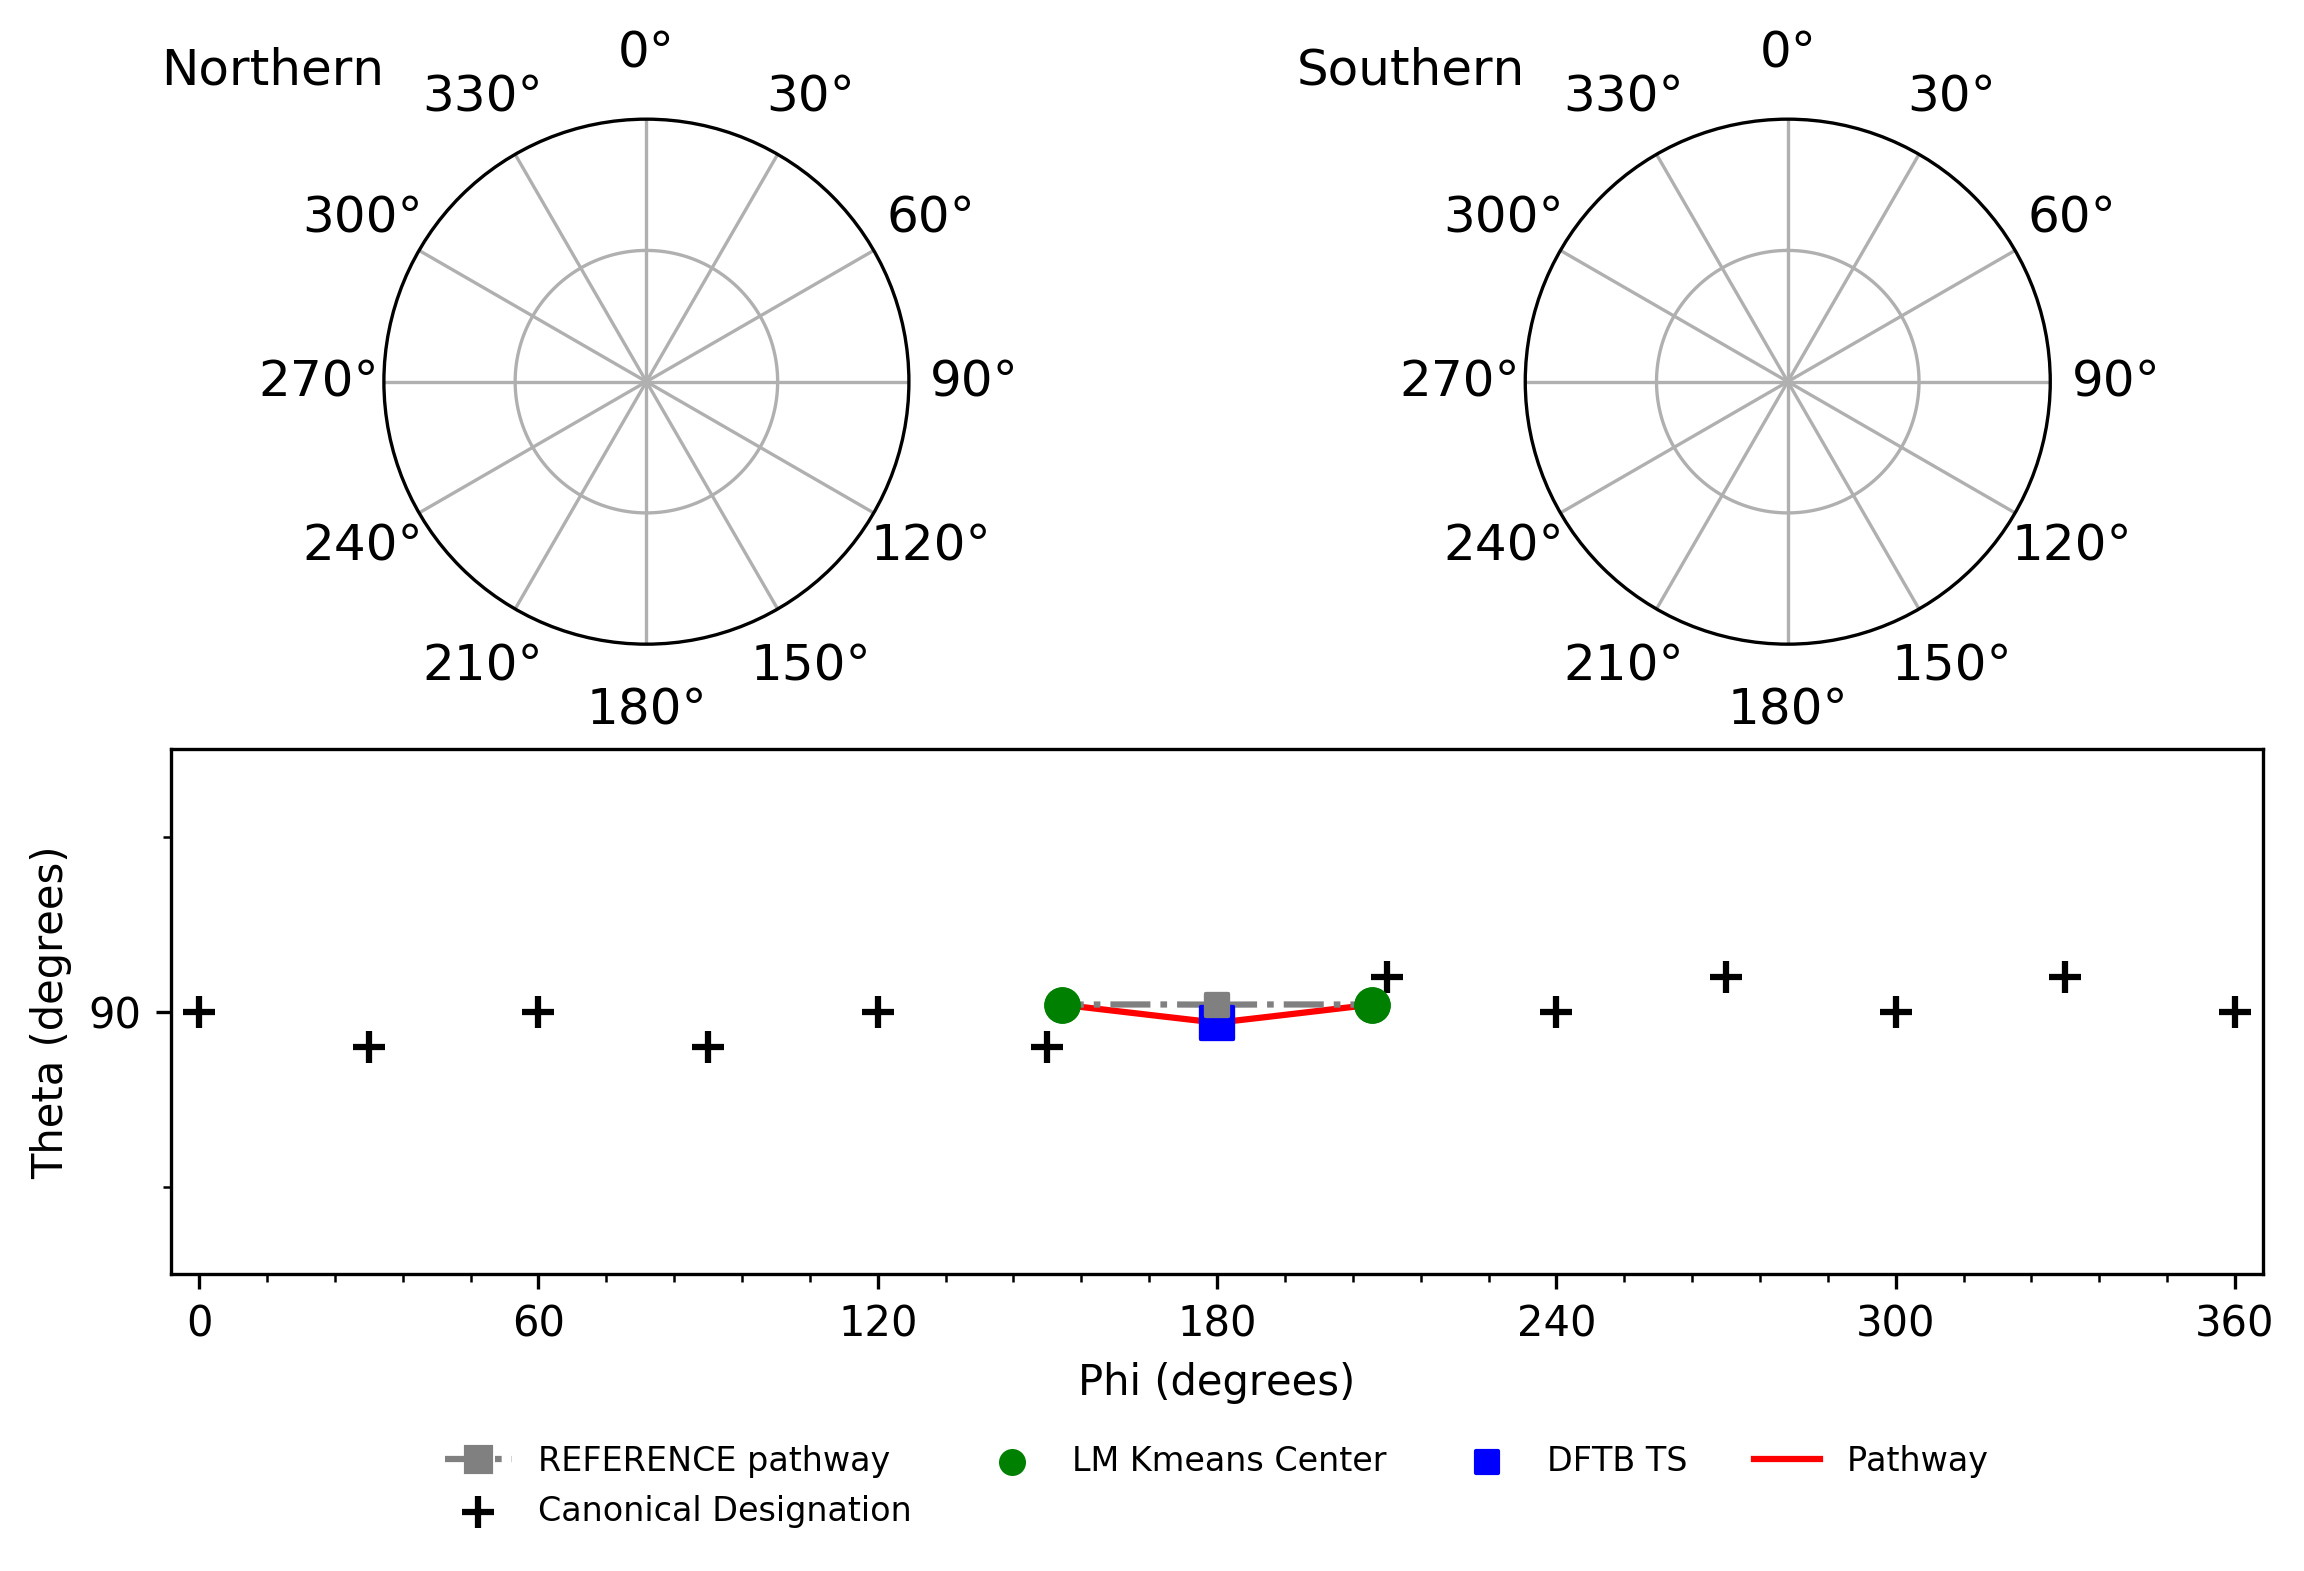 Northern
0°
30°
60°
90°
120°
150°
180°
210°
240°
270°
300°
330°
Southern
0°
30°
60°
90°
120°
150°
180°
210°
240°
270°
300°
330°
Theta (degrees)
90
0 60 120 180 240 300 360
Phi (degrees)
REFERENCE pathway
Canonical Designation
LM Kmeans Center
DFTB TS
Pathway